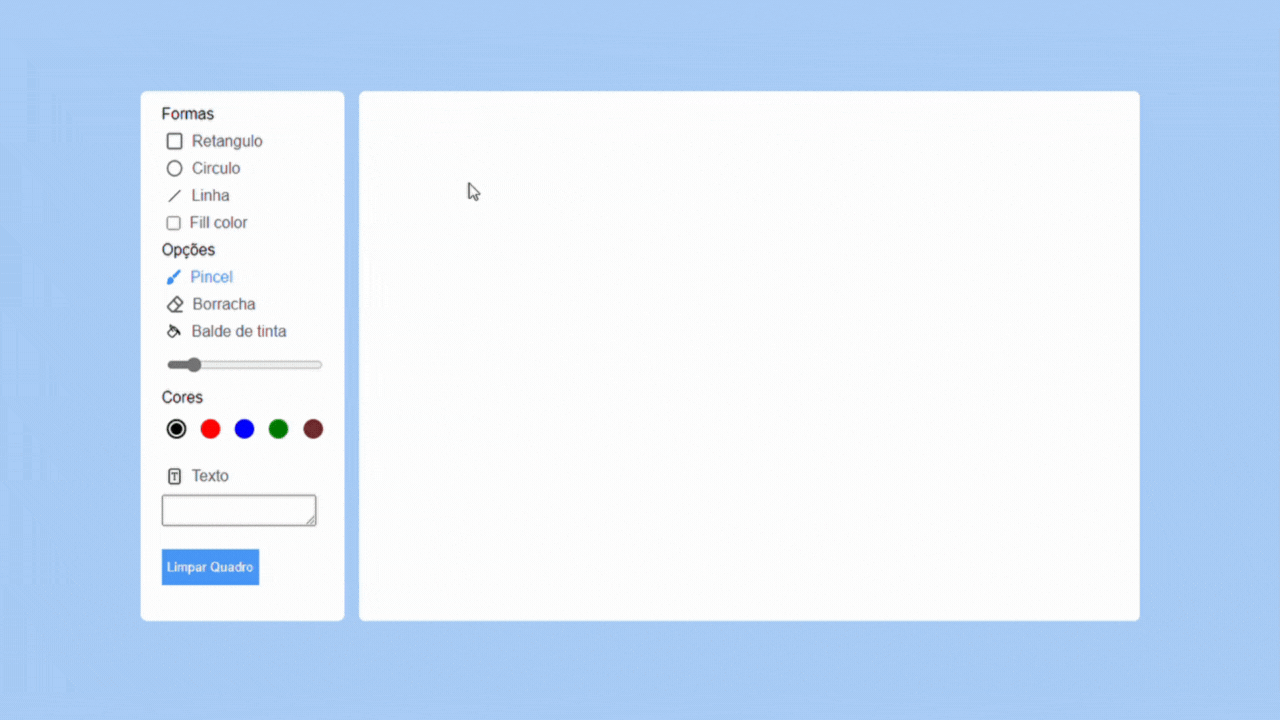 Formas
Retangulo
Circulo
Linha
Fill color
Opções
Pincel
Borracha
Balde de tinta
Cores
Texto
Limpar Quadro